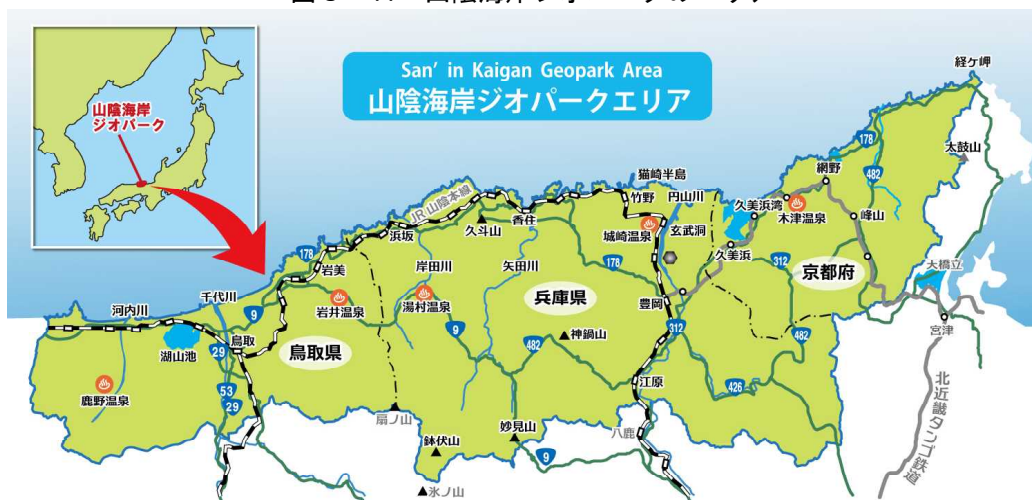 San' in Kaigan Geopark Area
山陰海岸ジオパークエリア
山陰海岸
ジオパーク
経ケ岬
太鼓山
178
482
網野
猫崎半島
竹野
円山川
久美浜湾
木津温泉
峰山
JR山陰本線
香住
久斗山
浜坂
城崎温泉
玄武洞
久美浜
312
京都府
大橋立
178
岩美
岸田川
矢田川
178
兵庫県
豊岡
千代川
河内川
岩井温泉
湯村温泉
9
9
312
宮津
鳥取
鳥取県
神鍋山
482
482
湖山池
29
53
29
江原
426
鹿野温泉
扇ノ山
妙見山
八鹿
鉢伏山
9
氷ノ山
北近畿タンゴ鉄道